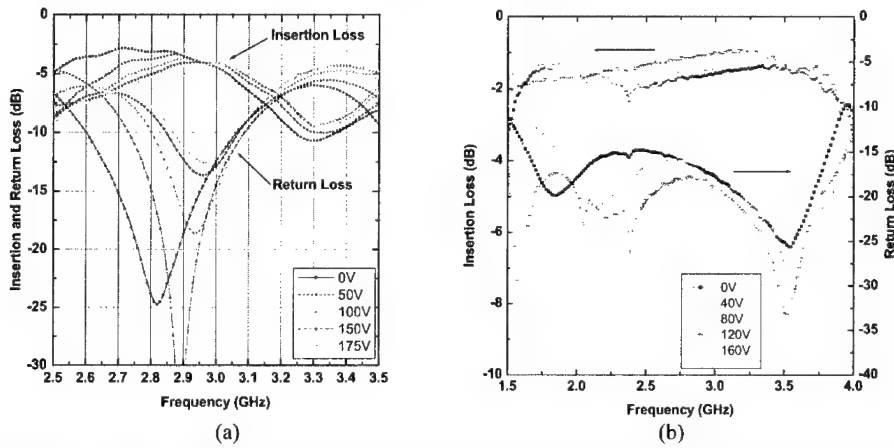 Insertion and Return Loss (dB)
0
-5
-10
-15
-20
-25
-30
Insertion Loss
Return Loss
0V
50V
100V
150V
175V
2.5 2.6 2.7 2.8 2.9 3.0 3.1 3.2 3.3 3.4 3.5
Frequency (GHz)
(a)
Insertion Loss (dB)
0
-2
-4
-6
-8
-10
0V
40V
80V
120V
160V
1.5 2.0 2.5 3.0 3.5 4.0
Frequency (GHz)
0
-5
-10
-15
-20
-25
-30
-35
-40
Return Loss (dB)
(b)